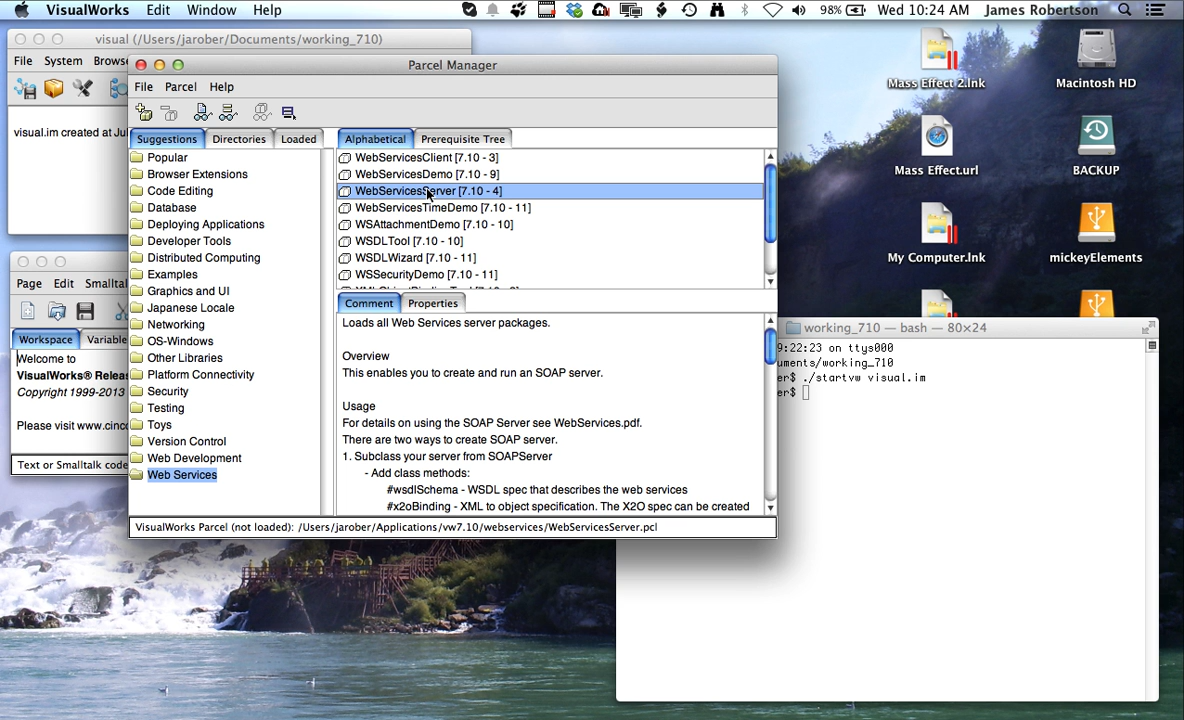 VisualWorks Edit Window Help
98% Wed 10:24 AM James Robertson
visual (/Users/jarober/Documents/working_710)
File System Brows
visual.im created at Ju
Parcel Manager
File Parcel Help
Suggestions Directories Loaded
Popular
Browser Extensions
Code Editing
Database
Deploying Applications
Developer Tools
Distributed Computing
Examples
Graphics and UI
Japanese Locale
Networking
OS-Windows
Other Libraries
Platform Connectivity
Security
Testing
Toys
Version Control
Web Development
Web Services
Alphabetical Prerequisite Tree
WebServicesClient [7.10 - 3]
WebServicesDemo [7.10 - 9]
WebServicesServer [7.10 - 4]
WebServicesTimeDemo [7.10 - 11]
WSAttachmentDemo [7.10 - 10]
WSDLTool [7.10 - 10]
WSDLWizard [7.10 - 11]
WSSecurityDemo [7.10 - 11]
Comment Properties
Loads all Web Services server packages.
Overview
This enables you to create and run an SOAP server.
Usage
For details on using the SOAP Server see WebServices.pdf.
There are two ways to create SOAP server.
1. Subclass your server from SOAPServer
- Add class methods:
#wsdlSchema - WSDL spec that describes the web services
#x2oBinding - XML to object specification. The X2O spec can be created
VisualWorks Parcel (not loaded): /Users/jarober/Applications/vw7.10/webservices/WebServicesServer.pcl
Page Edit Smallta
Workspace Variable
Welcome to
VisualWorks® Relea
Copyright 1999-2013
Please visit www.cinco
Text or Smalltalk code
working_710 — bash — 80×24
9:22:23 on ttys000
uments/working_710
er$ ./startvw visual.im
er$
Mass Effect 2.lnk
Macintosh HD
Mass Effect.url
BACKUP
My Computer.lnk
mickeyElements